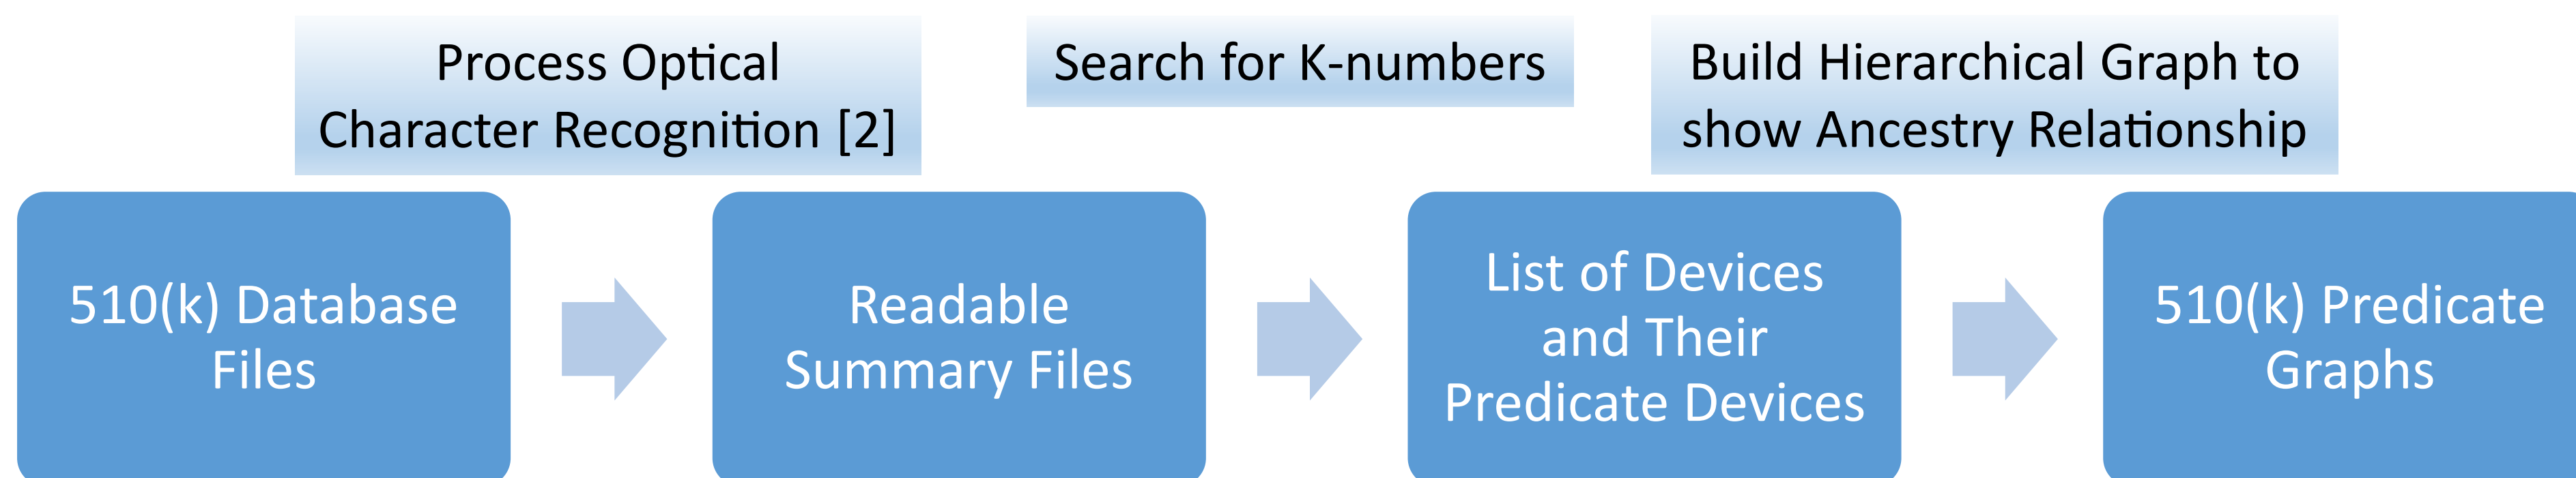 Process Optical
Character Recognition [2]
Search for K-numbers
Build Hierarchical Graph to
show Ancestry Relationship
510(k) Database
Files
Readable
Summary Files
List of Devices
and Their
Predicate Devices
510(k) Predicate
Graphs